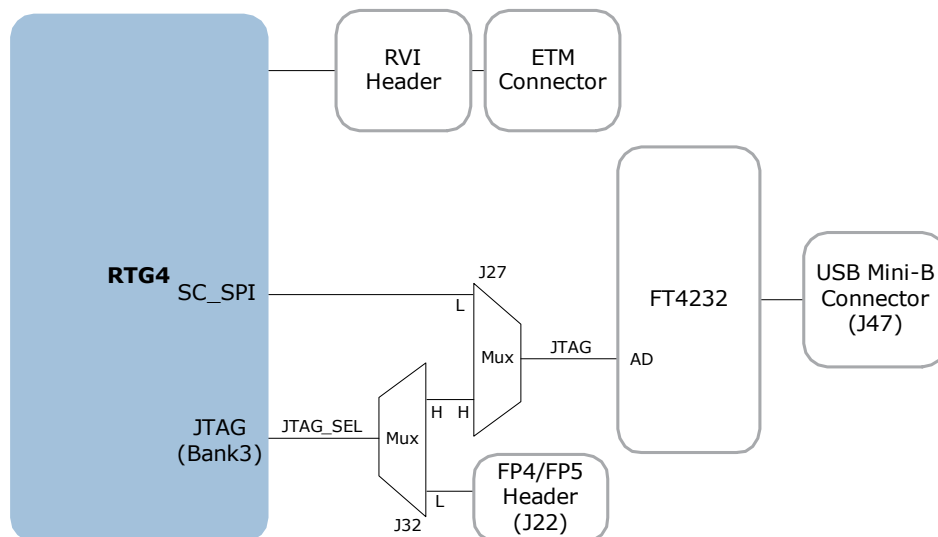 RVI
Header
ETM
Connector
RTG4
SC_SPI
J27
L
Mux
JTAG
AD
FT4232
USB Mini-B
Connector
(J47)
JTAG
(Bank3)
JTAG_SEL
Mux
H
H
L
J32
FP4/FP5
Header
(J22)